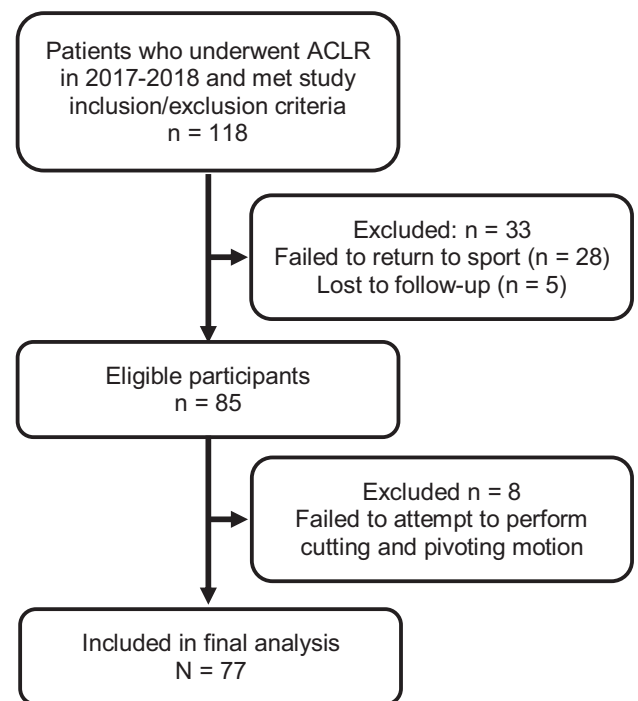 Patients who underwent ACLR
in 2017-2018 and met study
inclusion/exclusion criteria
n = 118
Excluded: n = 33
Failed to return to sport (n = 28)
Lost to follow-up (n = 5)
Eligible participants
n = 85
Excluded n = 8
Failed to attempt to perform
cutting and pivoting motion
Included in final analysis
N = 77